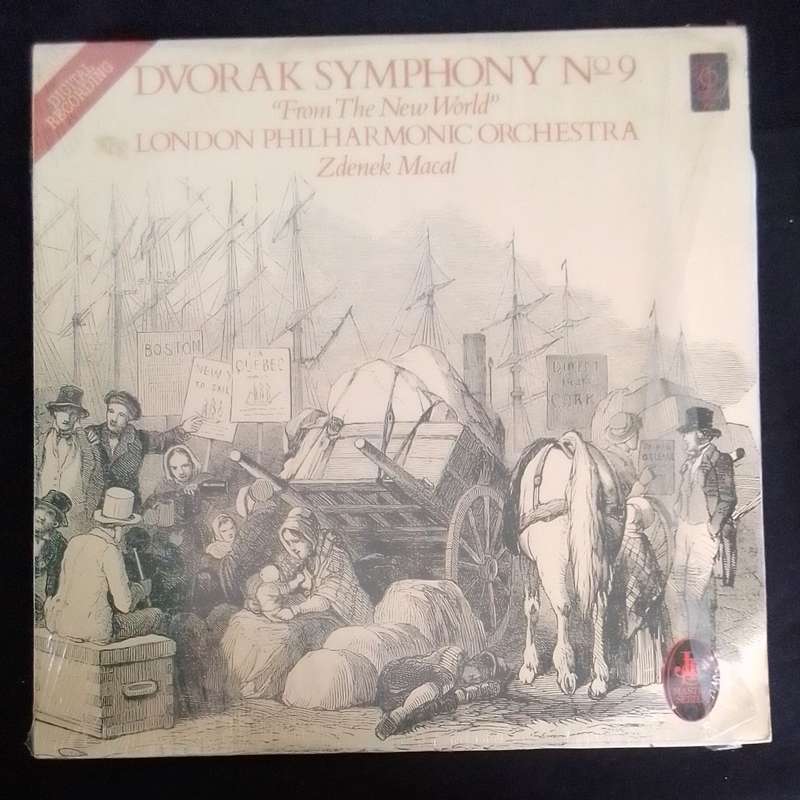 DIGITAL
RECORDING
DVORAK SYMPHONY No 9
"From The New World"
LONDON PHILHARMONIC ORCHESTRA
Zdenek Macal
BOSTON
NEW
TO SAIL
QUEBEC
DIRECT
CORK